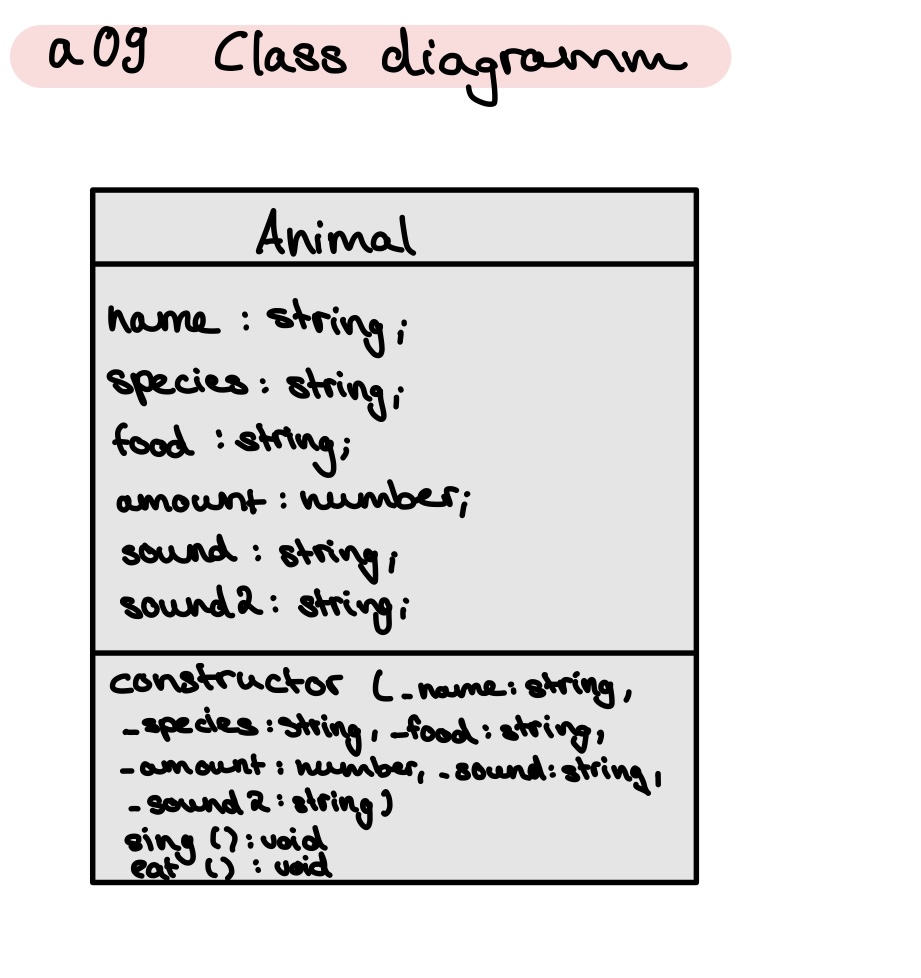 a09 Class diagramm
Animal
name : string;
species : string;
food : string;
amount : number;
sound : string;
sound2 : string;
constructor (_name: string,
_species: string, _food: string,
_amount: number, _sound: string,
_sound2: string)
sing (): void
eat () : void